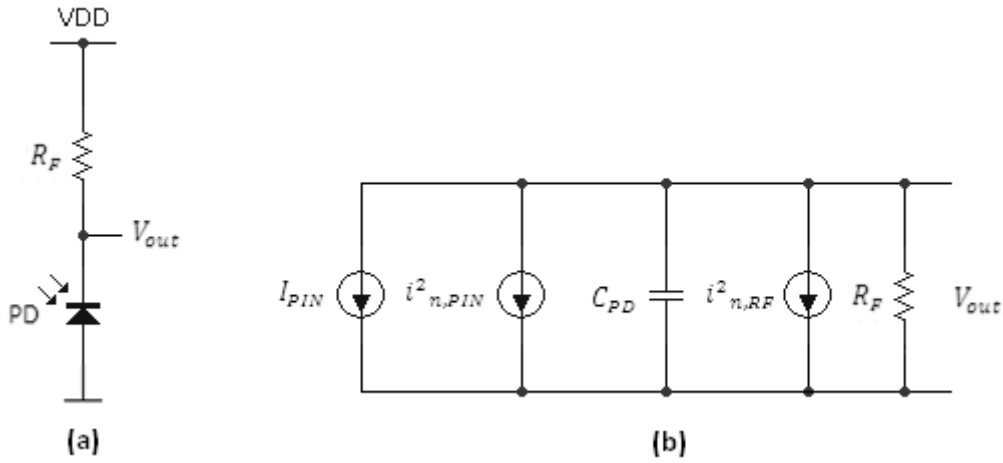 VDD
R_F
V_out
PD
(a)
I_PIN
i²_n,PIN
C_PD
i²_n,RF
R_F
V_out
(b)